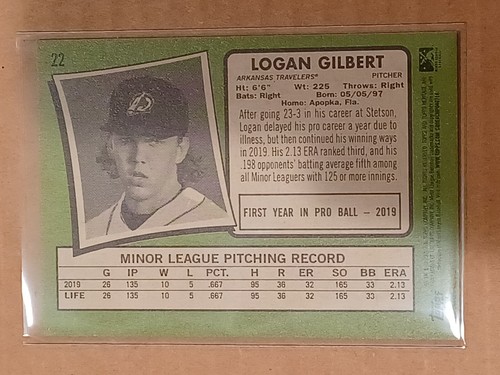 22
LOGAN GILBERT
ARKANSAS TRAVELERS® PITCHER
Ht: 6'6" Wt: 225 Throws: Right
Bats: Right Born: 05/05/97
Home: Apopka, Fla.
After going 23-3 in his career at Stetson,
Logan delayed his pro career a year due to
illness, but then continued his winning ways
in 2019. His 2.13 ERA ranked third, and his
.198 opponents' batting average fifth among
all Minor Leaguers with 125 or more innings.
FIRST YEAR IN PRO BALL – 2019
MINOR LEAGUE PITCHING RECORD
G IP W L PCT. H R ER SO BB ERA
2019 26 135 10 5 .667 95 36 32 165 33 2.13
LIFE 26 135 10 5 .667 95 36 32 165 33 2.13